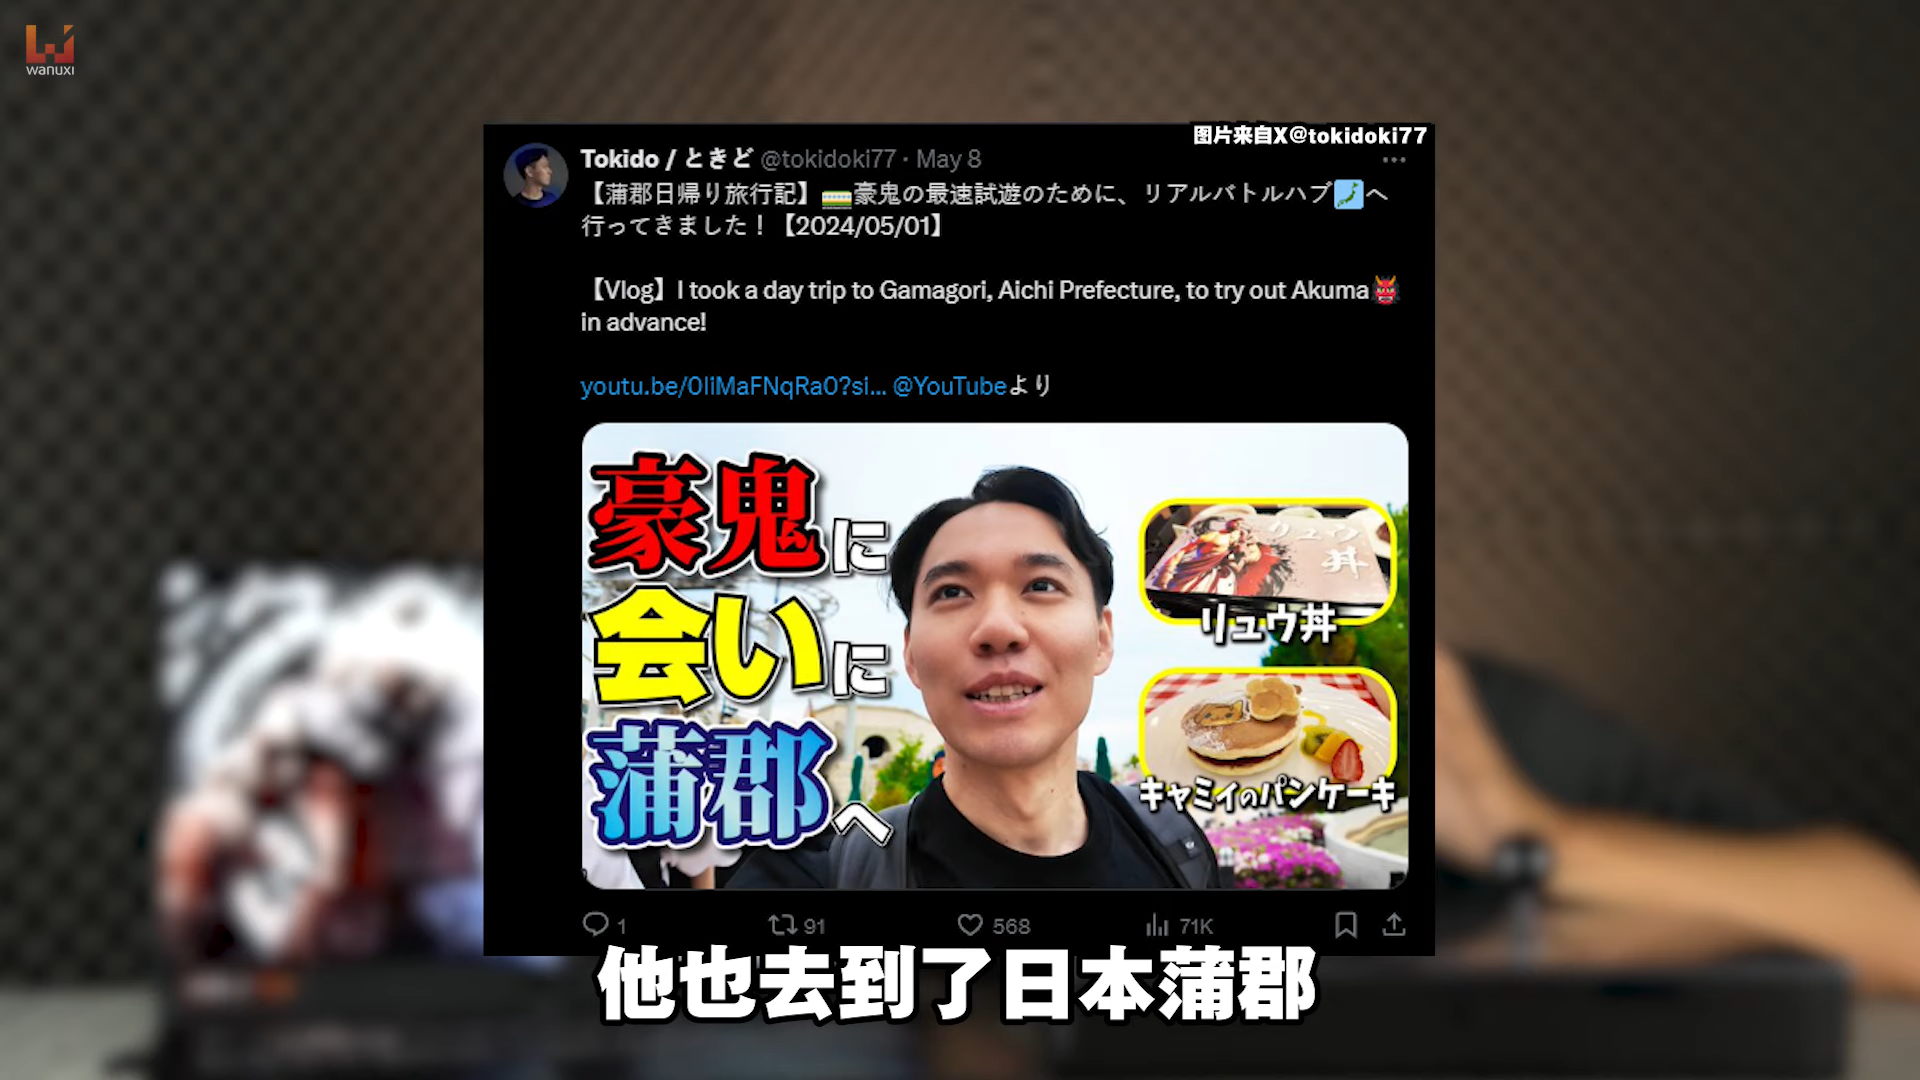 wanuxi
图片来自X@tokidoki77
Tokido / ときど @tokidoki77 · May 8
【蒲郡日帰り旅行記】豪鬼の最速試遊のために、リアルバトルハブへ
行ってきました！【2024/05/01】
【Vlog】I took a day trip to Gamagori, Aichi Prefecture, to try out Akuma
in advance!
youtu.be/0IiMaFNqRa0?si... @YouTubeより
豪鬼に
会いに
蒲郡へ
リュウ
丼
リュウ丼
キャミィのパンケーキ
1 91 568 71K
他也去到了日本蒲郡